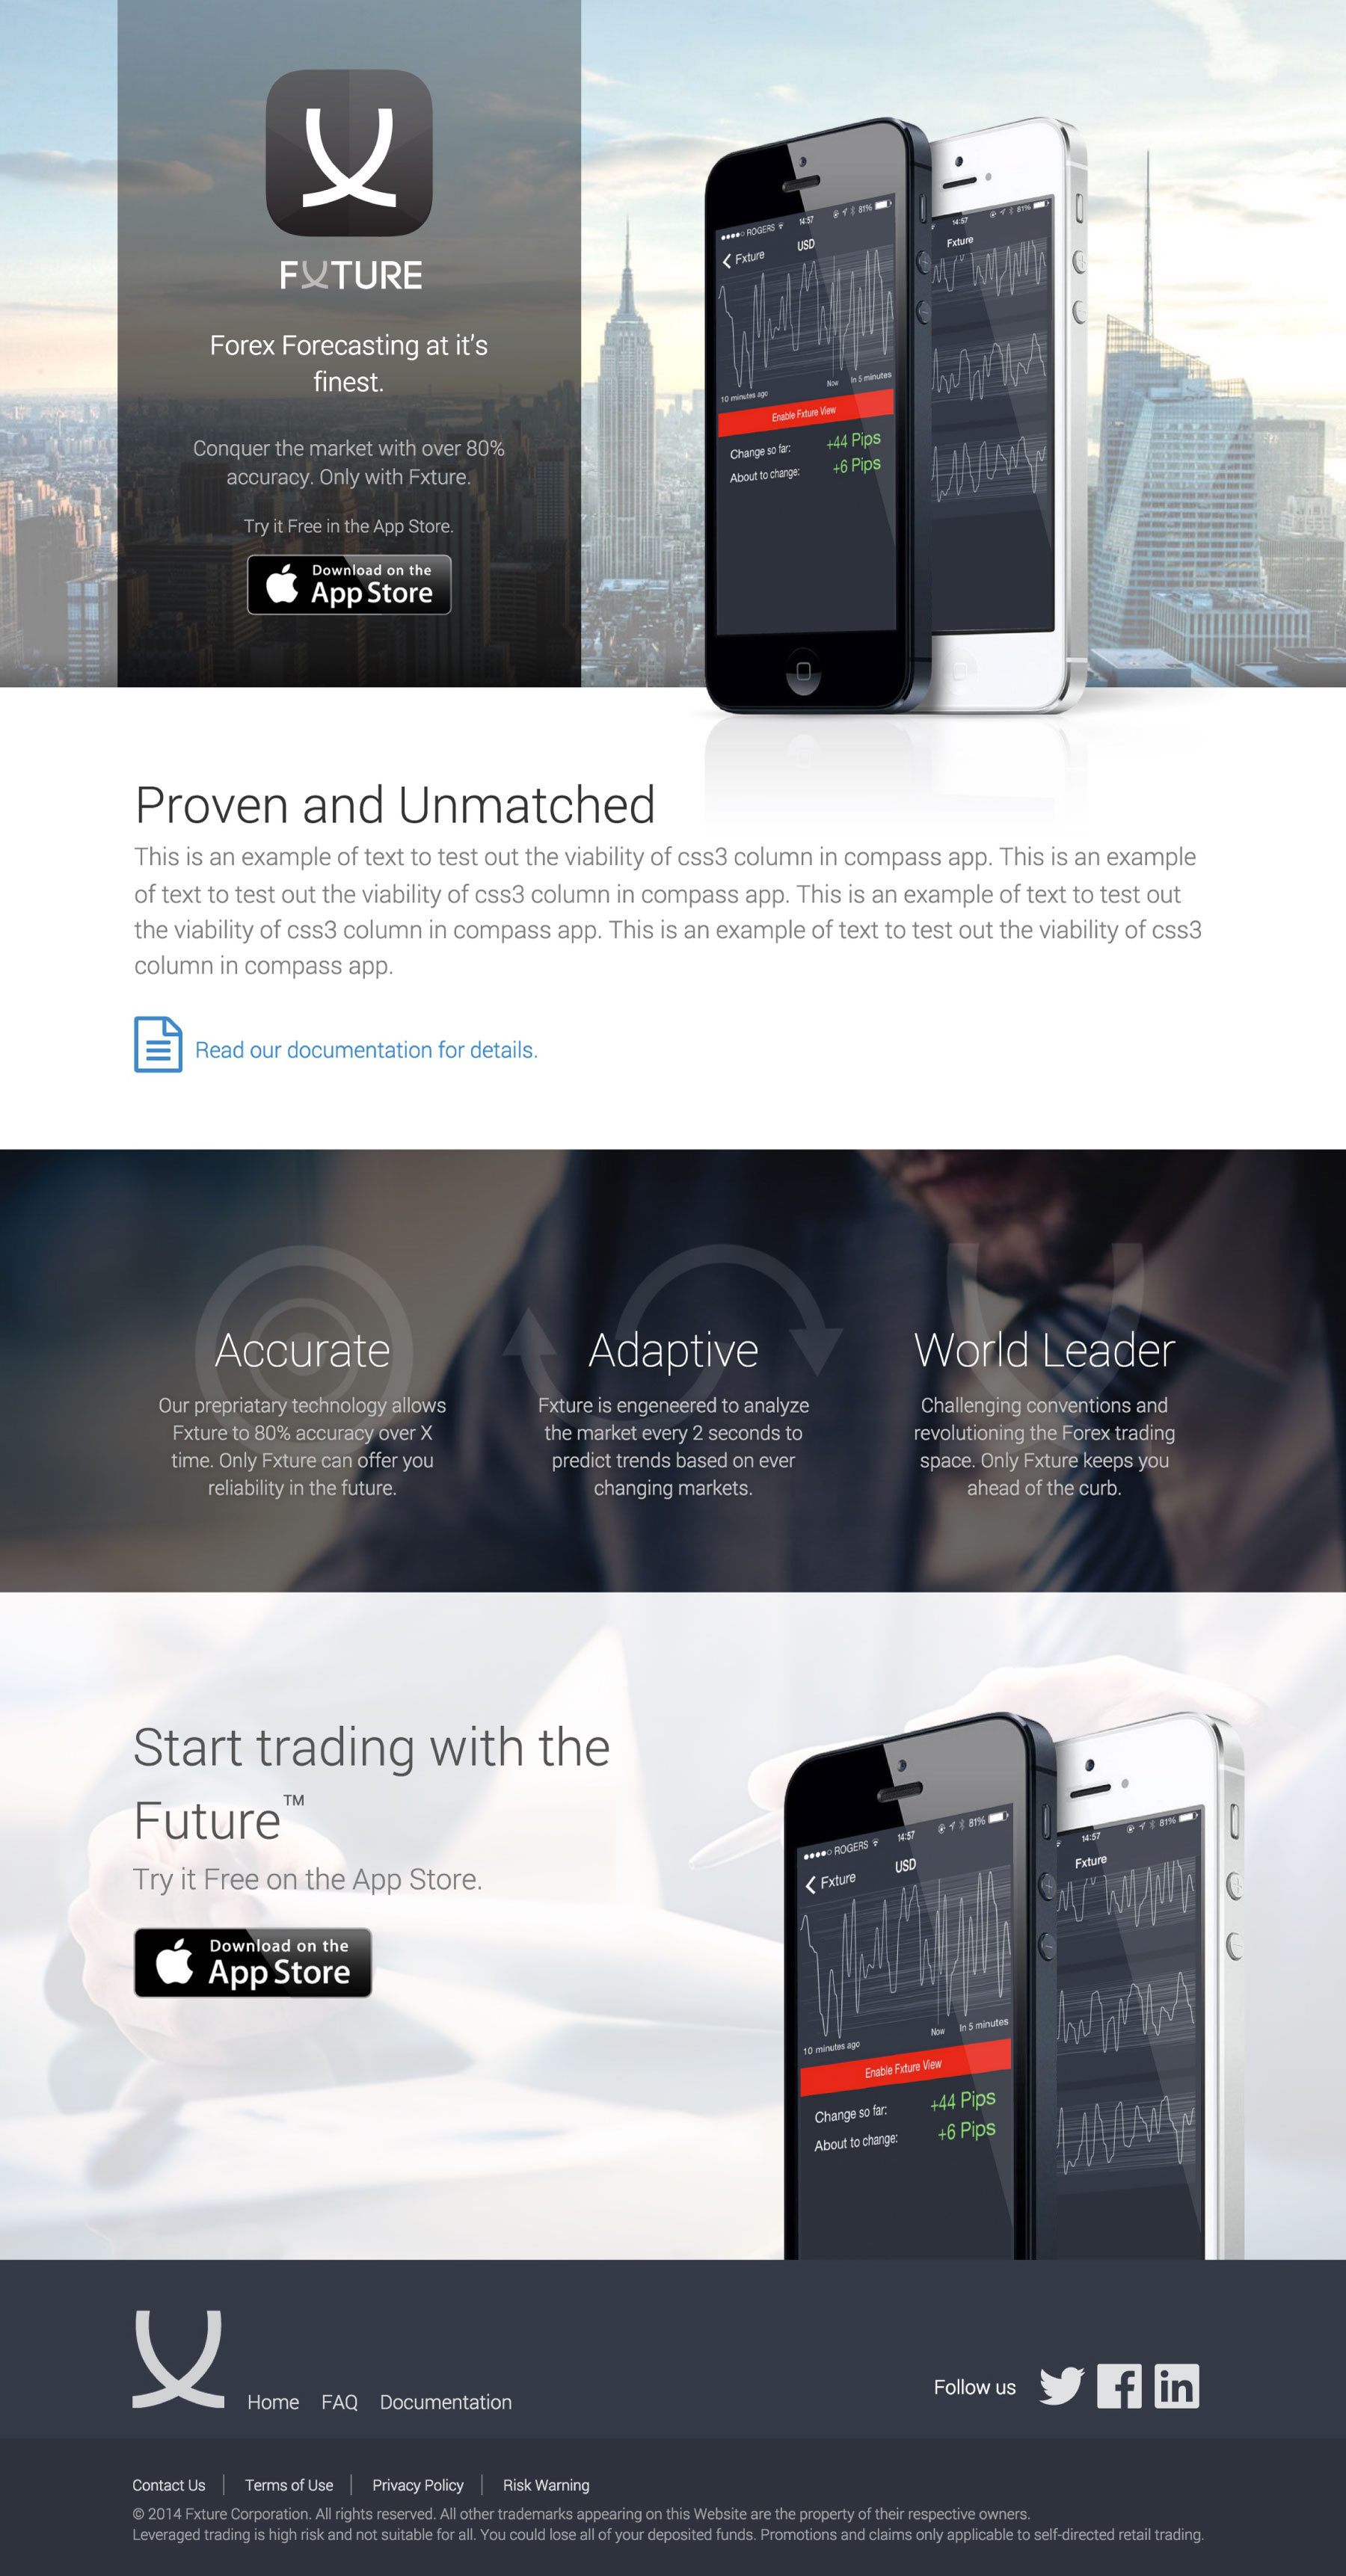 FXTURE
Forex Forecasting at it's
finest.
Conquer the market with over 80%
accuracy. Only with Fxture.
Try it Free in the App Store.
Download on the
App Store
ROGERS 14:57 81%
Fxture USD
10 minutes ago Now In 5 minutes
Enable Fxture View
Change so far: +44 Pips
About to change: +6 Pips
14:57 81%
Fxture
Proven and Unmatched
This is an example of text to test out the viability of css3 column in compass app. This is an example
of text to test out the viability of css3 column in compass app. This is an example of text to test out
the viability of css3 column in compass app. This is an example of text to test out the viability of css3
column in compass app.
Read our documentation for details.
Accurate
Our prepriatary technology allows
Fxture to 80% accuracy over X
time. Only Fxture can offer you
reliability in the future.
Adaptive
Fxture is engeneered to analyze
the market every 2 seconds to
predict trends based on ever
changing markets.
World Leader
Challenging conventions and
revolutioning the Forex trading
space. Only Fxture keeps you
ahead of the curb.
Start trading with the
Future™
Try it Free on the App Store.
Download on the
App Store
ROGERS 14:57 81%
Fxture USD
10 minutes ago Now In 5 minutes
Enable Fxture View
Change so far: +44 Pips
About to change: +6 Pips
14:57 81%
Fxture
Home FAQ Documentation
Follow us
Contact Us | Terms of Use | Privacy Policy | Risk Warning
© 2014 Fxture Corporation. All rights reserved. All other trademarks appearing on this Website are the property of their respective owners.
Leveraged trading is high risk and not suitable for all. You could lose all of your deposited funds. Promotions and claims only applicable to self-directed retail trading.